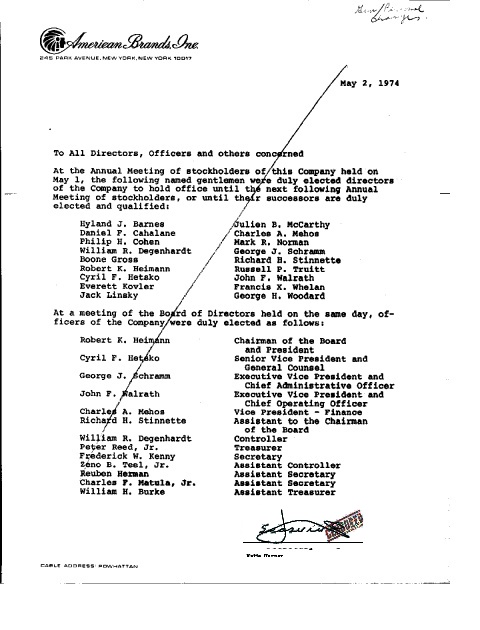 American Brands, Inc.
245 PARK AVENUE, NEW YORK, NEW YORK 10017
May 2, 1974
To All Directors, Officers and others concerned
At the Annual Meeting of stockholders of this Company held on
May 1, the following named gentlemen were duly elected directors
of the Company to hold office until the next following Annual
Meeting of stockholders, or until their successors are duly
elected and qualified:
Hyland J. Barnes Julien B. McCarthy
Daniel F. Cahalane Charles A. Mehos
Philip H. Cohen Mark R. Norman
William R. Degenhardt George J. Schramm
Boone Gross Richard H. Stinnette
Robert K. Heimann Russell P. Truitt
Cyril F. Hetsko John F. Walrath
Everett Kovler Francis X. Whelan
Jack Linsky George H. Woodard
At a meeting of the Board of Directors held on the same day, of-
ficers of the Company were duly elected as follows:
Robert K. Heimann Chairman of the Board
and President
Cyril F. Hetsko Senior Vice President and
General Counsel
George J. Schramm Executive Vice President and
Chief Administrative Officer
John F. Walrath Executive Vice President and
Chief Operating Officer
Charles A. Mehos Vice President - Finance
Richard H. Stinnette Assistant to the Chairman
of the Board
William R. Degenhardt Controller
Peter Reed, Jr. Treasurer
Frederick W. Kenny Secretary
Zeno B. Teel, Jr. Assistant Controller
Reuben Herman Assistant Secretary
Charles F. Matula, Jr. Assistant Secretary
William H. Burke Assistant Treasurer
CABLE ADDRESS: POWHATTAN